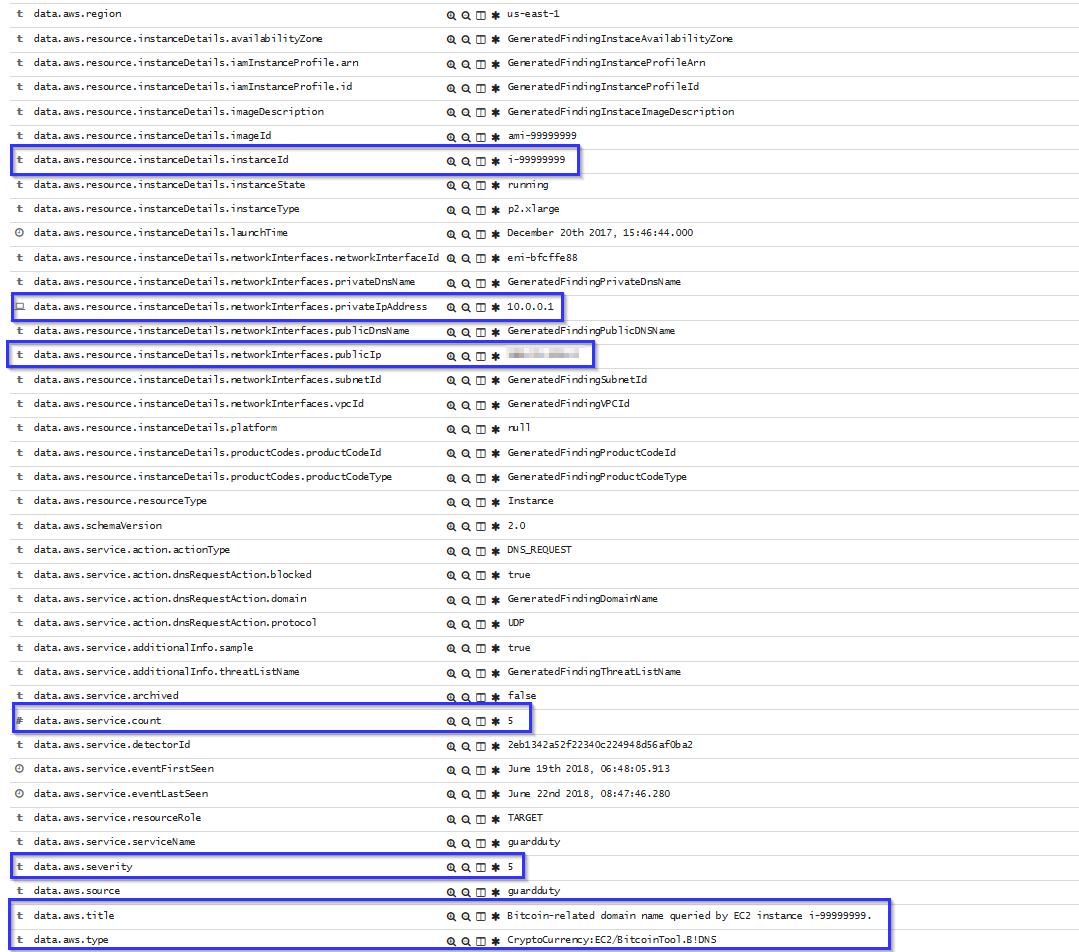 t data.aws.region us-east-1
t data.aws.resource.instanceDetails.availabilityZone GeneratedFindingInstaceAvailabilityZone
t data.aws.resource.instanceDetails.iamInstanceProfile.arn GeneratedFindingInstanceProfileArn
t data.aws.resource.instanceDetails.iamInstanceProfile.id GeneratedFindingInstanceProfileId
t data.aws.resource.instanceDetails.imageDescription GeneratedFindingInstaceImageDescription
t data.aws.resource.instanceDetails.imageId ami-99999999
t data.aws.resource.instanceDetails.instanceId i-99999999
t data.aws.resource.instanceDetails.instanceState running
t data.aws.resource.instanceDetails.instanceType p2.xlarge
data.aws.resource.instanceDetails.launchTime December 20th 2017, 15:46:44.000
t data.aws.resource.instanceDetails.networkInterfaces.networkInterfaceId eni-bfcffe88
t data.aws.resource.instanceDetails.networkInterfaces.privateDnsName GeneratedFindingPrivateDnsName
data.aws.resource.instanceDetails.networkInterfaces.privateIpAddress 10.0.0.1
t data.aws.resource.instanceDetails.networkInterfaces.publicDnsName GeneratedFindingPublicDNSName
t data.aws.resource.instanceDetails.networkInterfaces.publicIp
t data.aws.resource.instanceDetails.networkInterfaces.subnetId GeneratedFindingSubnetId
t data.aws.resource.instanceDetails.networkInterfaces.vpcId GeneratedFindingVPCId
t data.aws.resource.instanceDetails.platform null
t data.aws.resource.instanceDetails.productCodes.productCodeId GeneratedFindingProductCodeId
t data.aws.resource.instanceDetails.productCodes.productCodeType GeneratedFindingProductCodeType
t data.aws.resource.resourceType Instance
t data.aws.schemaVersion 2.0
t data.aws.service.action.actionType DNS_REQUEST
t data.aws.service.action.dnsRequestAction.blocked true
t data.aws.service.action.dnsRequestAction.domain GeneratedFindingDomainName
t data.aws.service.action.dnsRequestAction.protocol UDP
t data.aws.service.additionalInfo.sample true
t data.aws.service.additionalInfo.threatListName GeneratedFindingThreatListName
t data.aws.service.archived false
# data.aws.service.count 5
t data.aws.service.detectorId 2eb1342a52f22340c224948d56af0ba2
data.aws.service.eventFirstSeen June 19th 2018, 06:48:05.913
data.aws.service.eventLastSeen June 22nd 2018, 08:47:46.280
t data.aws.service.resourceRole TARGET
t data.aws.service.serviceName guardduty
t data.aws.severity 5
t data.aws.source guardduty
t data.aws.title Bitcoin-related domain name queried by EC2 instance i-99999999.
t data.aws.type CryptoCurrency:EC2/BitcoinTool.B!DNS